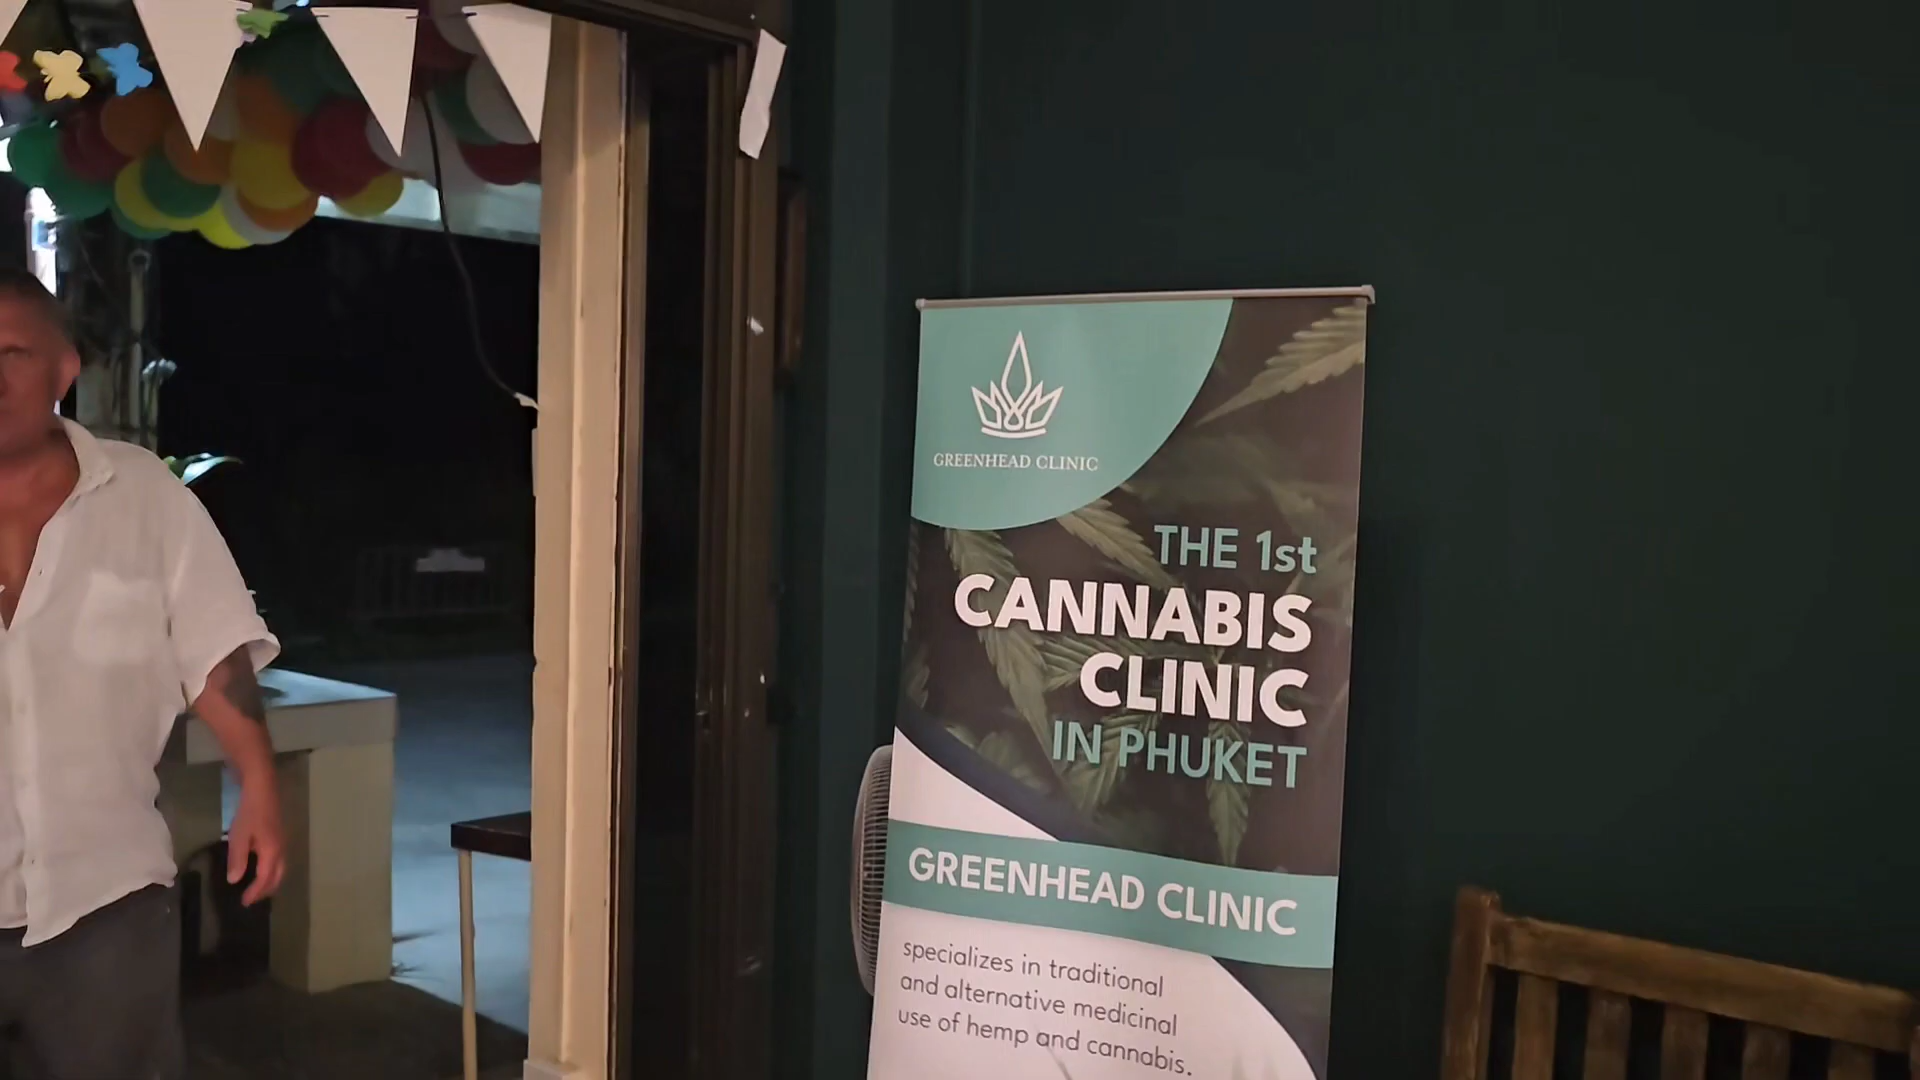 GREENHEAD CLINIC
THE 1st
CANNABIS
CLINIC
IN PHUKET
GREENHEAD CLINIC
specializes in traditional
and alternative medicinal
use of hemp and cannabis.